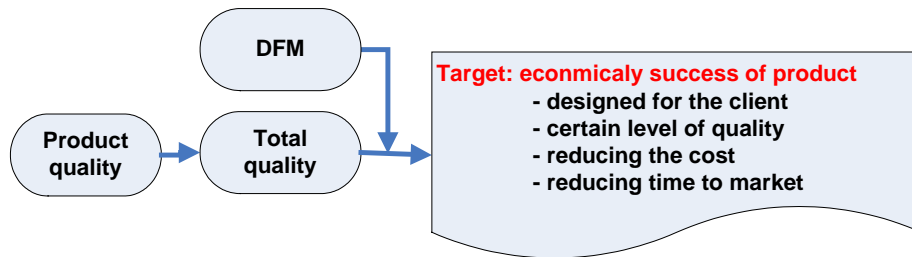 DFM
Product
quality
Total
quality
Target: econmicaly success of product
- designed for the client
- certain level of quality
- reducing the cost
- reducing time to market